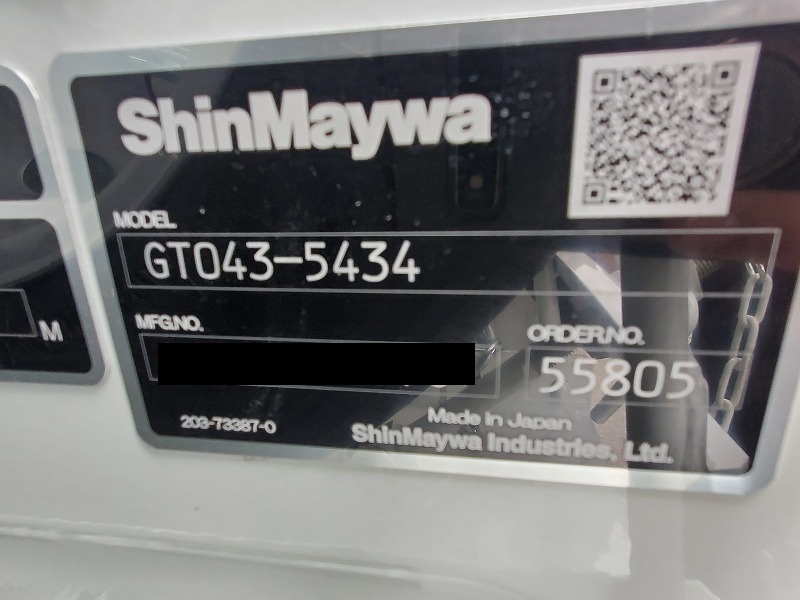 ShinMaywa
MODEL
GT043-5434
M
MFG.NO.
ORDER.NO.
55805
203-73387-0
Made in Japan
ShinMaywa Industries, Ltd.